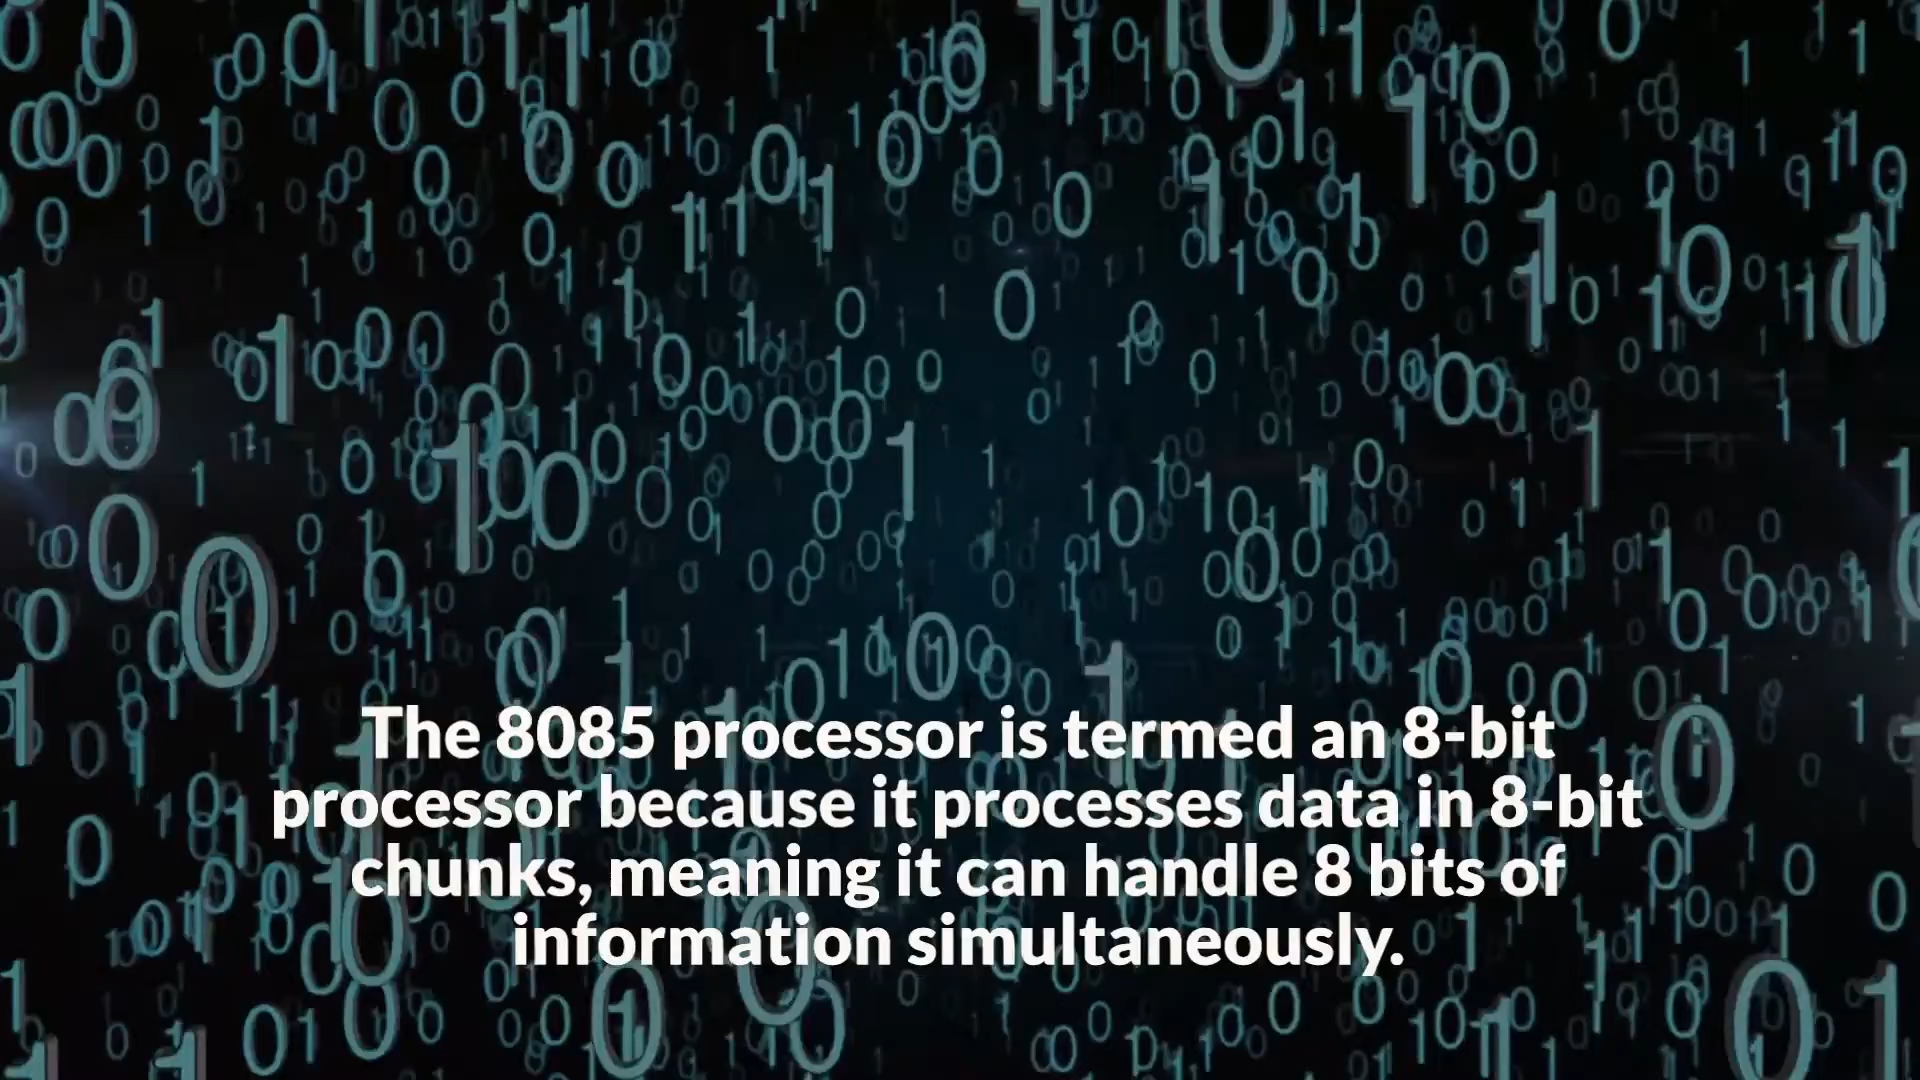 The 8085 processor is termed an 8-bit
processor because it processes data in 8-bit
chunks, meaning it can handle 8 bits of
information simultaneously.